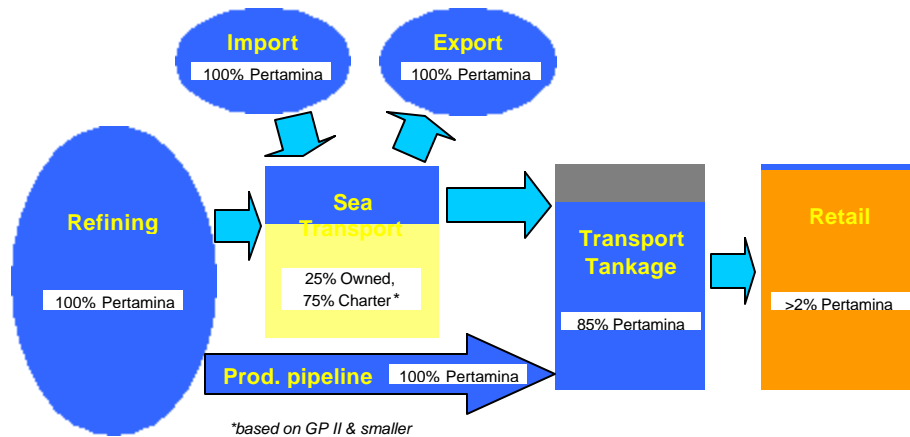 Import
100% Pertamina
Export
100% Pertamina
Refining
100% Pertamina
Sea
Transport
25% Owned,
75% Charter*
Transport
Tankage
85% Pertamina
Retail
>2% Pertamina
Prod. pipeline
100% Pertamina
*based on GP II & smaller